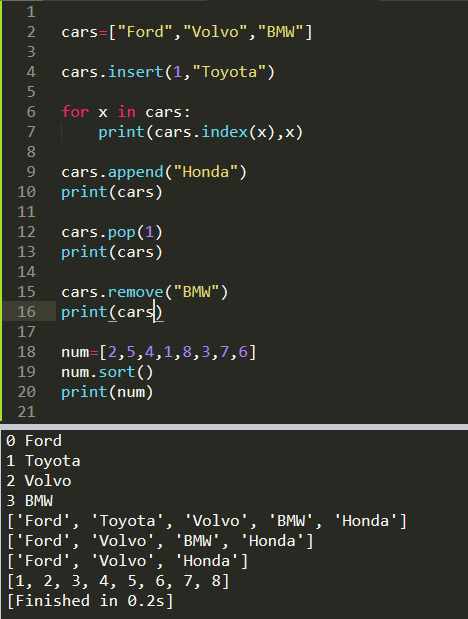 1
2 cars=["Ford","Volvo","BMW"]
3
4 cars.insert(1,"Toyota")
5
6 for x in cars:
7     print(cars.index(x),x)
8
9 cars.append("Honda")
10 print(cars)
11
12 cars.pop(1)
13 print(cars)
14
15 cars.remove("BMW")
16 print(cars)
17
18 num=[2,5,4,1,8,3,7,6]
19 num.sort()
20 print(num)
21
0 Ford
1 Toyota
2 Volvo
3 BMW
['Ford', 'Toyota', 'Volvo', 'BMW', 'Honda']
['Ford', 'Volvo', 'BMW', 'Honda']
['Ford', 'Volvo', 'Honda']
[1, 2, 3, 4, 5, 6, 7, 8]
[Finished in 0.2s]